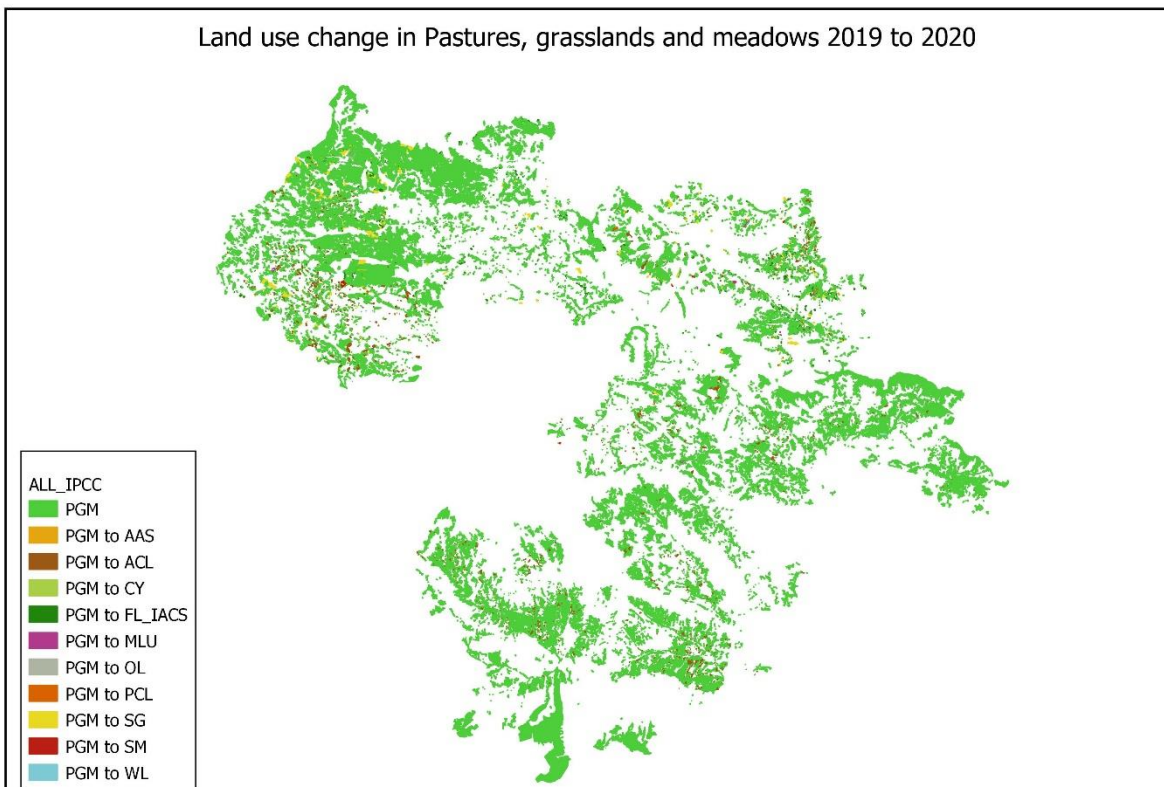 Land use change in Pastures, grasslands and meadows 2019 to 2020
ALL_IPCC
PGM
PGM to AAS
PGM to ACL
PGM to CY
PGM to FL_IACS
PGM to MLU
PGM to OL
PGM to PCL
PGM to SG
PGM to SM
PGM to WL